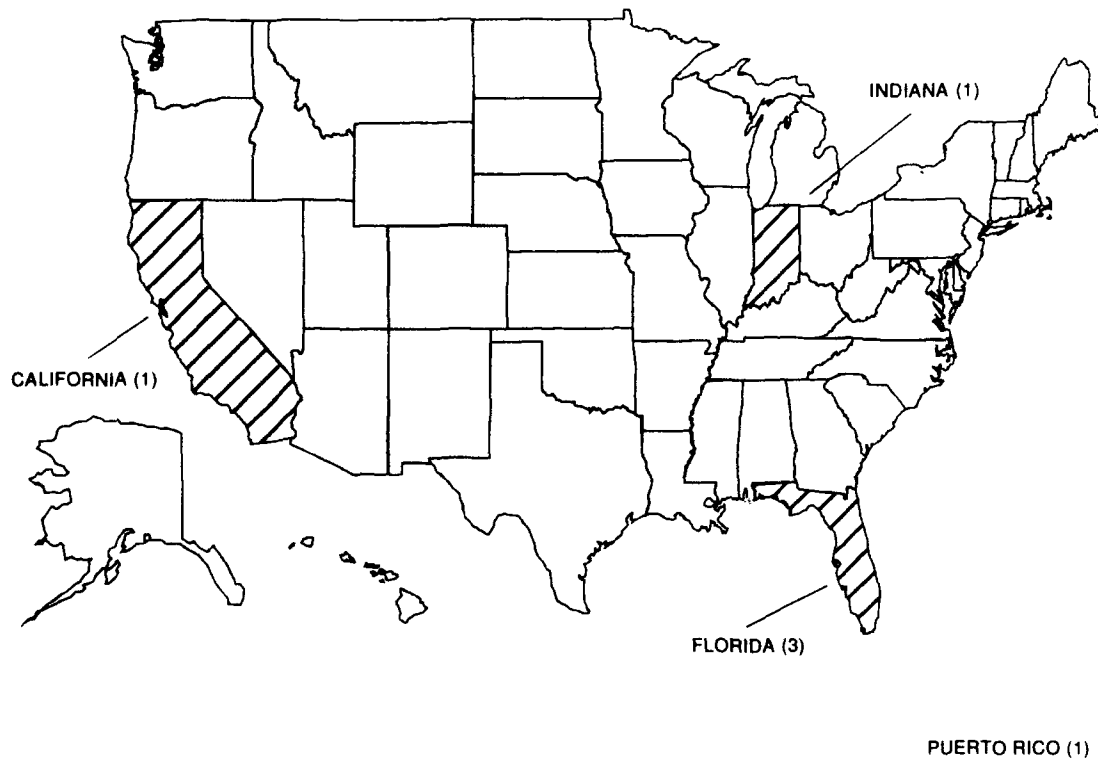 INDIANA (1)
CALIFORNIA (1)
FLORIDA (3)
PUERTO RICO (1)